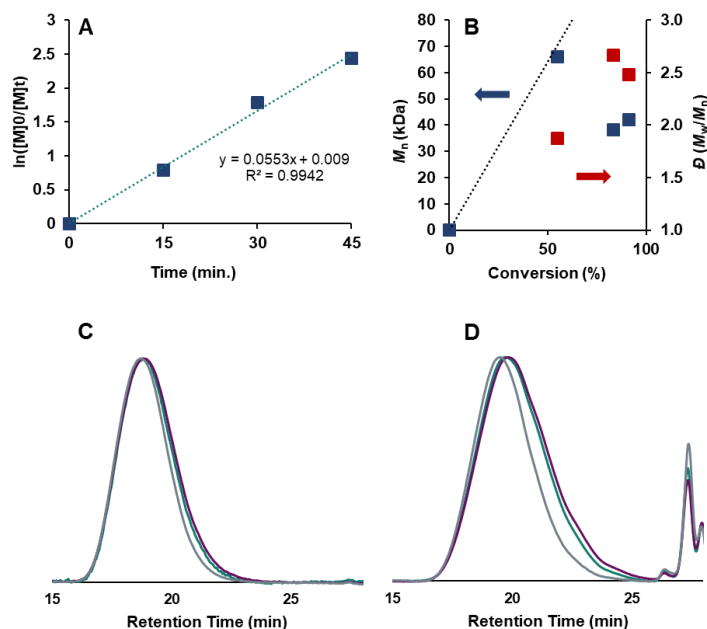 A
ln([M]0/[M]t)
3
2.5
2
1.5
1
0.5
0
y = 0.0553x + 0.009
R² = 0.9942
0
15
30
45
Time (min.)
B
Mn (kDa)
80
70
60
50
40
30
20
10
0
3.0
2.5
2.0
1.5
1.0
Đ (Mw/Mn)
0
50
100
Conversion (%)
C
15
20
25
Retention Time (min)
D
15
20
25
Retention Time (min)